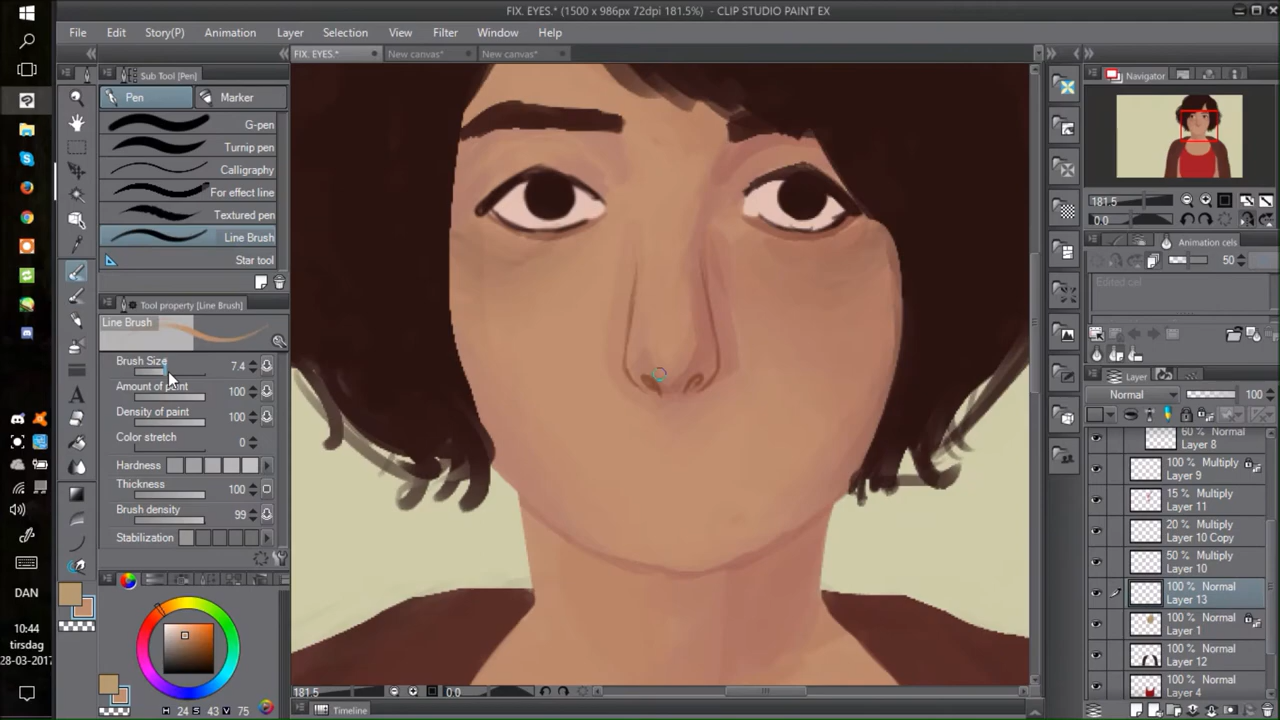 FIX. EYES.* (1500 x 986px 72dpi 181.5%) - CLIP STUDIO PAINT EX
File Edit Story(P) Animation Layer Selection View Filter Window Help
FIX. EYES.* New canvas* New canvas*
Sub Tool [Pen]
Pen Marker
G-pen
Turnip pen
Calligraphy
For effect line
Textured pen
Line Brush
Star tool
Tool property [Line Brush]
Line Brush
Brush Size 7.4
Amount of paint 100
Density of paint 100
Color stretch 0
Hardness
Thickness 100
Brush density 99
Stabilization
H 24 S 43 V 75
DAN
10:44
tirsdag
28-03-2017
181.5 0.0
Timeline
Navigator
181.5
0.0
Animation cels
50
Edited cel
Layer
Normal 100
60 % Normal
Layer 8
100 % Multiply
Layer 9
15 % Multiply
Layer 11
20 % Multiply
Layer 10 Copy
50 % Multiply
Layer 10
100 % Normal
Layer 13
100 % Normal
Layer 1
100 % Normal
Layer 12
100 % Normal
Layer 4